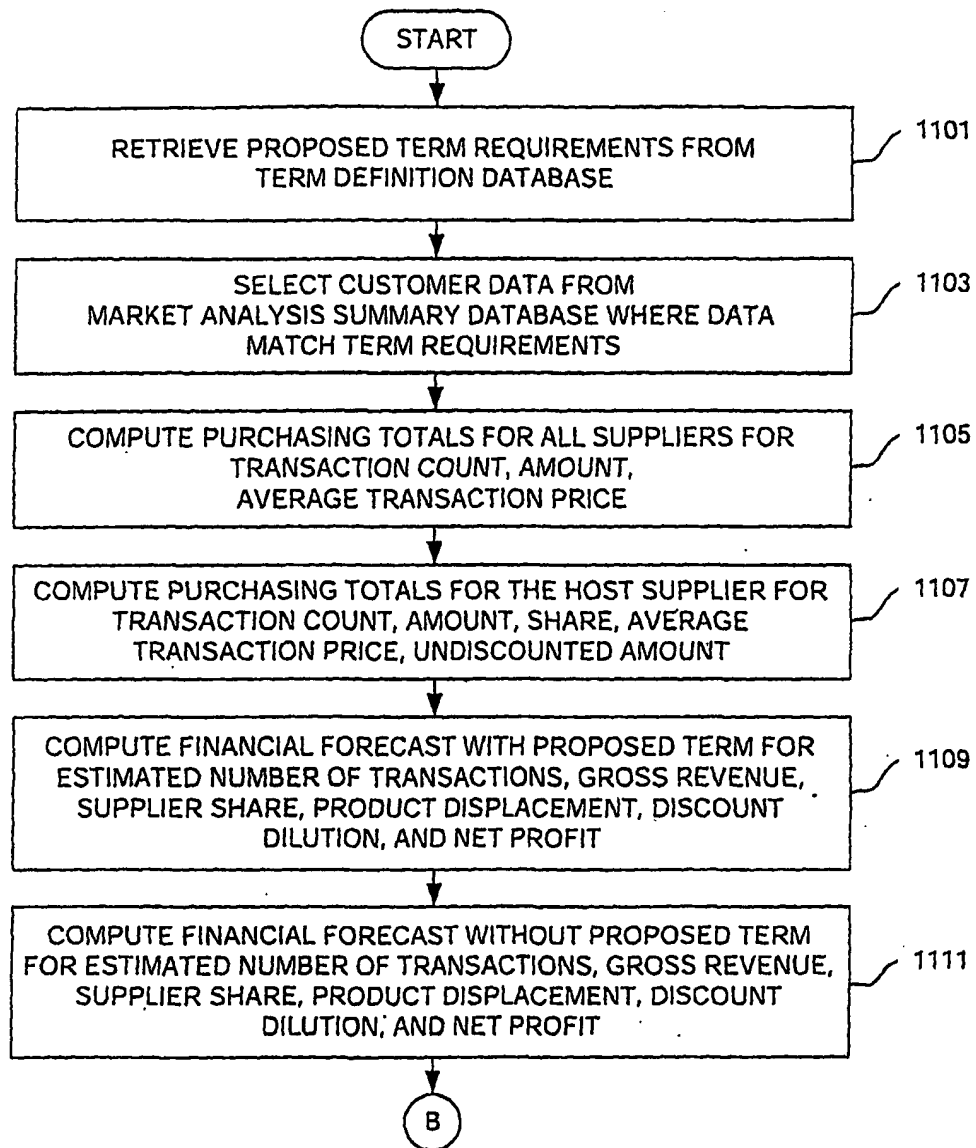 START
RETRIEVE PROPOSED TERM REQUIREMENTS FROM
TERM DEFINITION DATABASE
1101
SELECT CUSTOMER DATA FROM
MARKET ANALYSIS SUMMARY DATABASE WHERE DATA
MATCH TERM REQUIREMENTS
1103
COMPUTE PURCHASING TOTALS FOR ALL SUPPLIERS FOR
TRANSACTION COUNT, AMOUNT,
AVERAGE TRANSACTION PRICE
1105
COMPUTE PURCHASING TOTALS FOR THE HOST SUPPLIER FOR
TRANSACTION COUNT, AMOUNT, SHARE, AVERAGE
TRANSACTION PRICE, UNDISCOUNTED AMOUNT
1107
COMPUTE FINANCIAL FORECAST WITH PROPOSED TERM FOR
ESTIMATED NUMBER OF TRANSACTIONS, GROSS REVENUE,
SUPPLIER SHARE, PRODUCT DISPLACEMENT, DISCOUNT
DILUTION, AND NET PROFIT
1109
COMPUTE FINANCIAL FORECAST WITHOUT PROPOSED TERM
FOR ESTIMATED NUMBER OF TRANSACTIONS, GROSS REVENUE,
SUPPLIER SHARE, PRODUCT DISPLACEMENT, DISCOUNT
DILUTION, AND NET PROFIT
1111
B